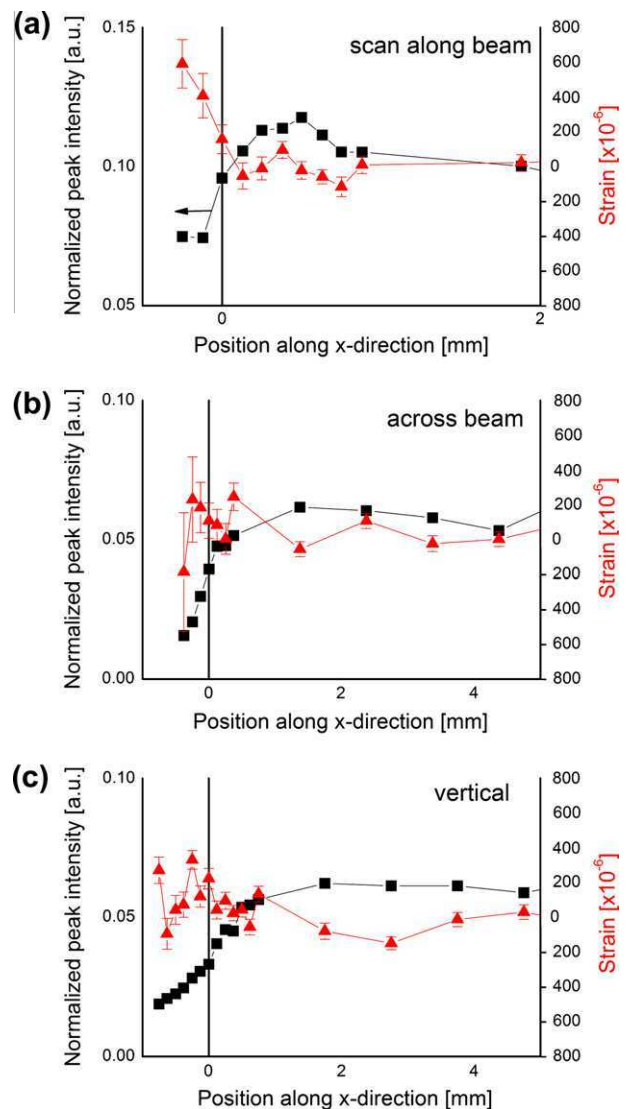 (a)
scan along beam
Normalized peak intensity [a.u.]
0.15
0.10
0.05
800
600
400
200
0
200
400
600
800
Strain [x10⁻⁶]
0
2
Position along x-direction [mm]
(b)
across beam
Normalized peak intensity [a.u.]
0.10
0.05
0.00
800
600
400
200
0
200
400
600
800
Strain [x10⁻⁶]
0
2
4
Position along x-direction [mm]
(c)
vertical
Normalized peak intensity [a.u.]
0.10
0.05
0.00
800
600
400
200
0
200
400
600
800
Strain [x10⁻⁶]
0
2
4
Position along x-direction [mm]